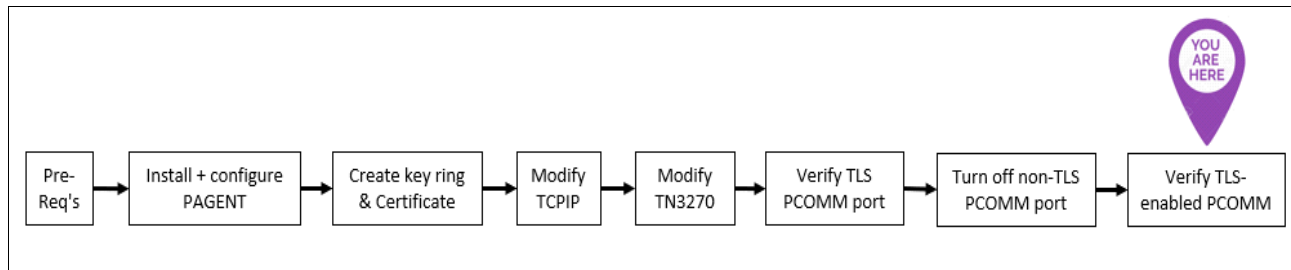 YOU
ARE
HERE
Pre-
Req's
Install + configure
PAGENT
Create key ring
& Certificate
Modify
TCPIP
Modify
TN3270
Verify TLS
PCOMM port
Turn off non-TLS
PCOMM port
Verify TLS-
enabled PCOMM